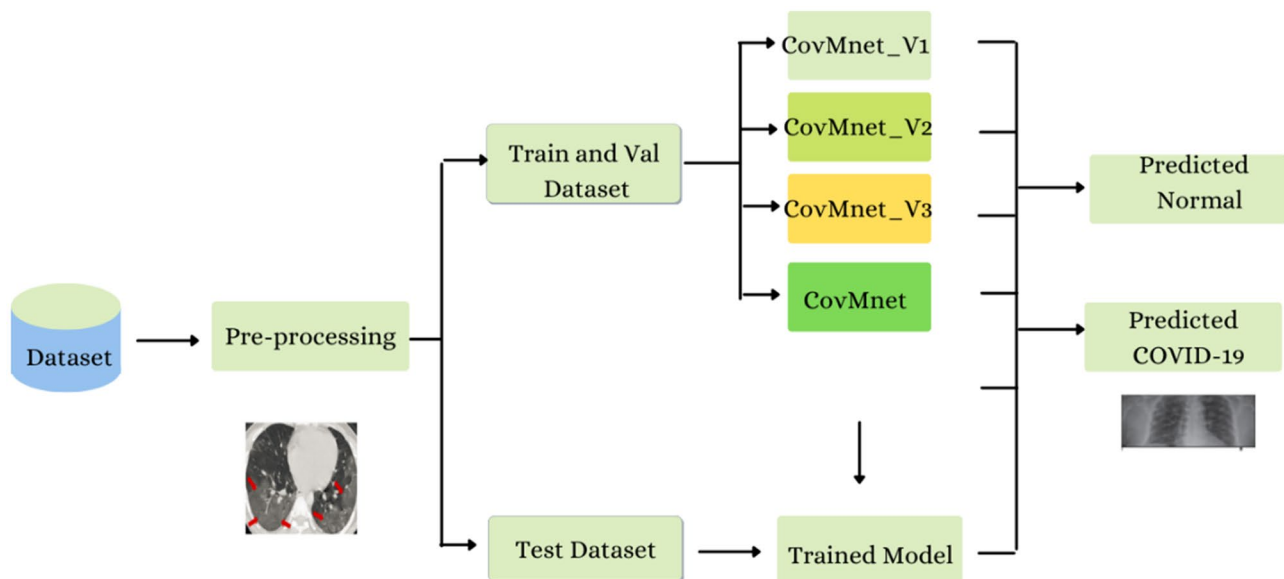 Dataset
Pre-processing
Train and Val
Dataset
Test Dataset
CovMnet_V1
CovMnet_V2
CovMnet_V3
CovMnet
Trained Model
Predicted
Normal
Predicted
COVID-19